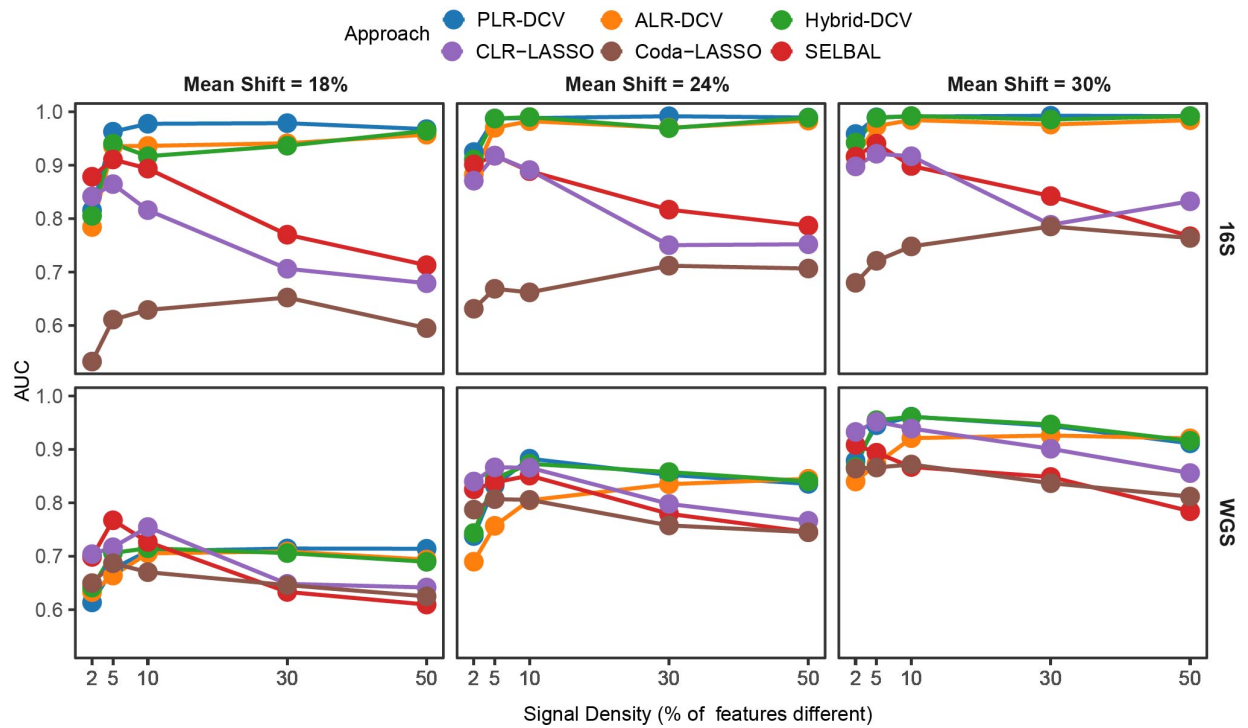 Approach
PLR-DCV
ALR-DCV
Hybrid-DCV
CLR−LASSO
Coda−LASSO
SELBAL
Mean Shift = 18%
Mean Shift = 24%
Mean Shift = 30%
1.0
0.9
0.8
0.7
0.6
16S
AUC
1.0
0.9
0.8
0.7
0.6
WGS
2 5 10 30 50
2 5 10 30 50
2 5 10 30 50
Signal Density (% of features different)